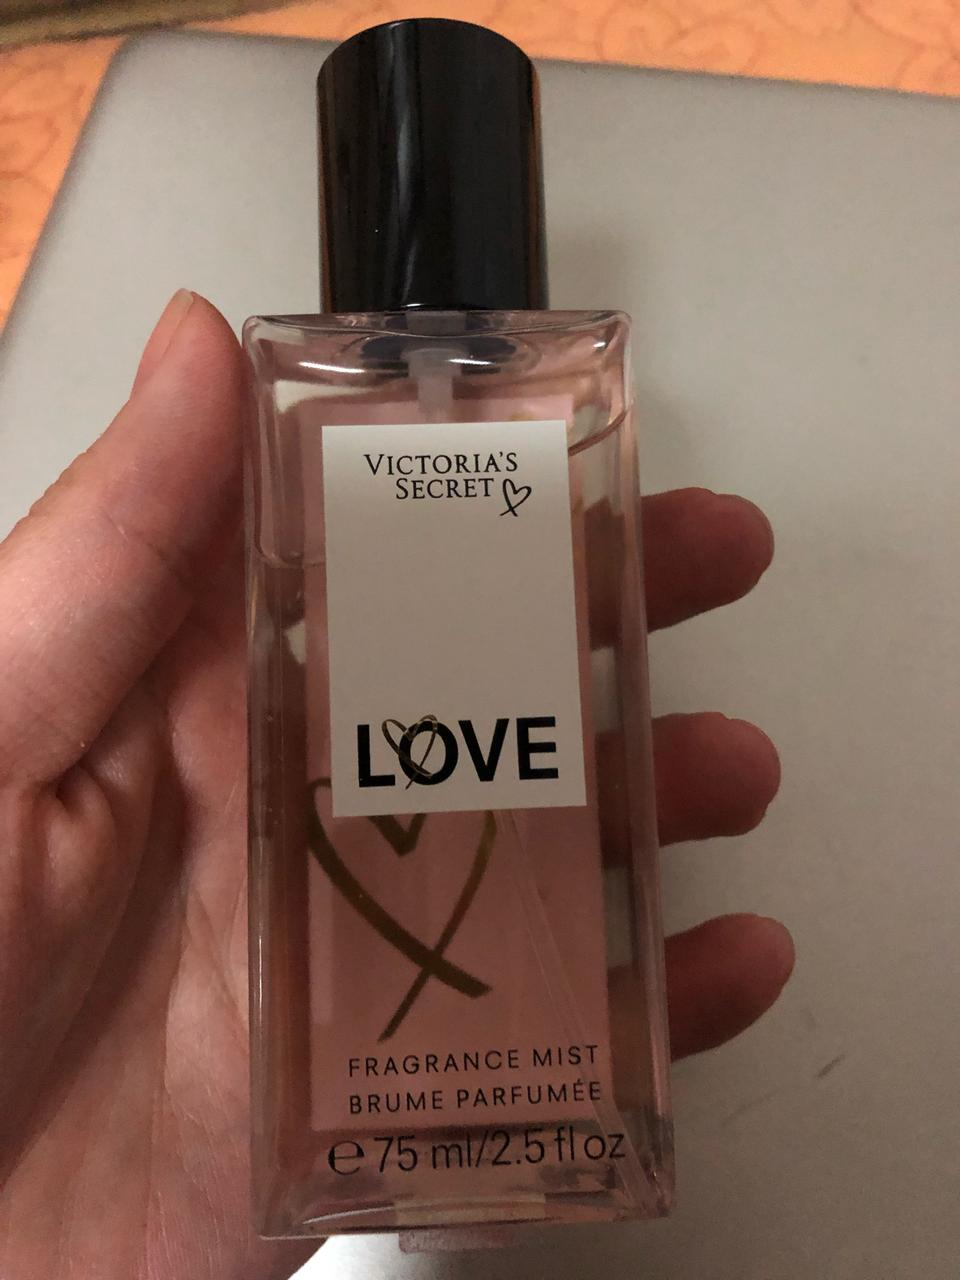 VICTORIA'S
SECRET
LOVE
FRAGRANCE MIST
BRUME PARFUMÉE
℮ 75 ml/2.5 fl oz